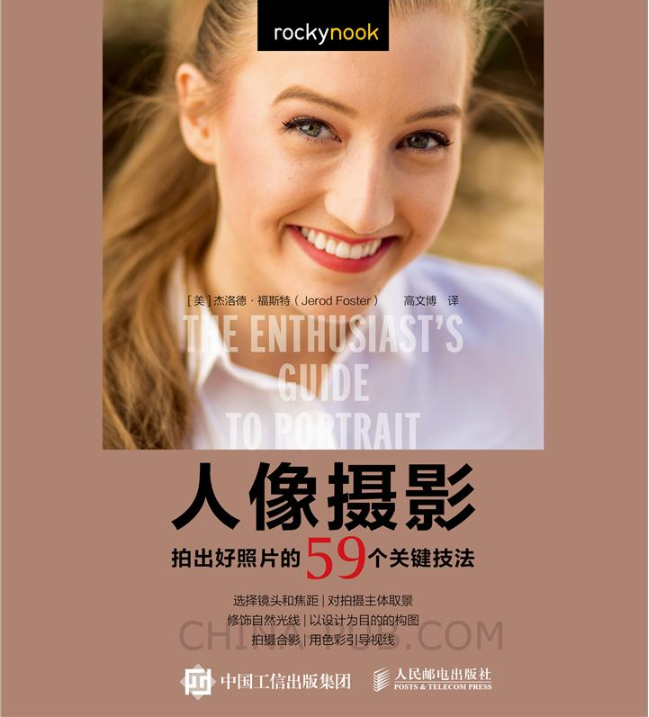 rockynook
[美]杰洛德·福斯特(Jerod Foster) 高文博 译
THE ENTHUSIAST'S
GUIDE
TO PORTRAIT
人像摄影
拍出好照片的59个关键技法
选择镜头和焦距|对拍摄主体取景
修饰自然光线|以设计为目的的构图
CHINA-PUB.COM
拍摄合影|用色彩引导视线
中国工信出版集团 人民邮电出版社
POSTS & TELECOM PRESS